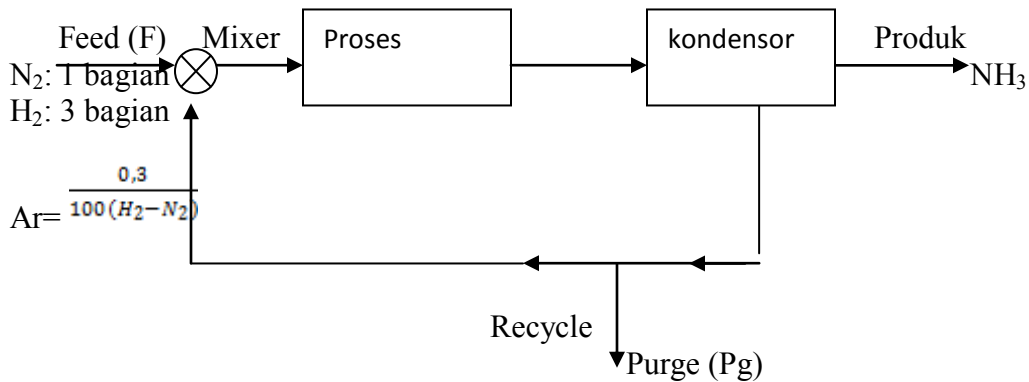 Feed (F) Mixer
N₂: 1 bagian
H₂: 3 bagian
Ar= 0,3/100(H₂−N₂)
Proses
kondensor
Produk
NH₃
Recycle
Purge (Pg)